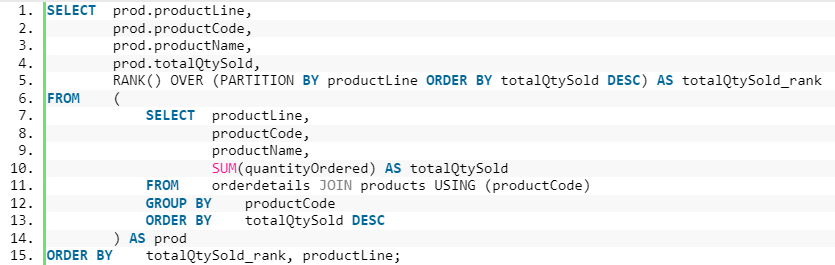 1. SELECT prod.productLine,
2. prod.productCode,
3. prod.productName,
4. prod.totalQtySold,
5. RANK() OVER (PARTITION BY productLine ORDER BY totalQtySold DESC) AS totalQtySold_rank
6. FROM (
7. SELECT productLine,
8. productCode,
9. productName,
10. SUM(quantityOrdered) AS totalQtySold
11. FROM orderdetails JOIN products USING (productCode)
12. GROUP BY productCode
13. ORDER BY totalQtySold DESC
14. ) AS prod
15. ORDER BY totalQtySold_rank, productLine;